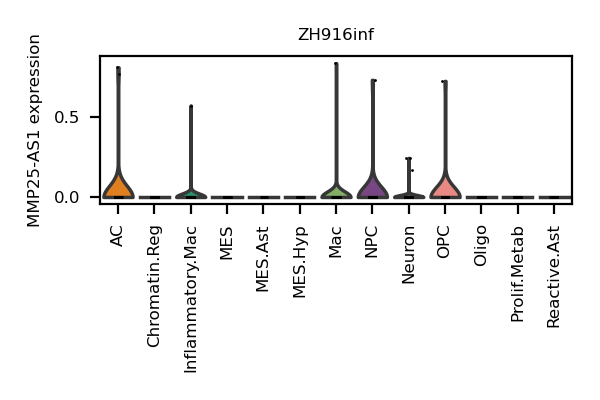 ZH916inf
MMP25-AS1 expression
0.5
0.0
AC
Chromatin.Reg
Inflammatory.Mac
MES
MES.Ast
MES.Hyp
Mac
NPC
Neuron
OPC
Oligo
Prolif.Metab
Reactive.Ast